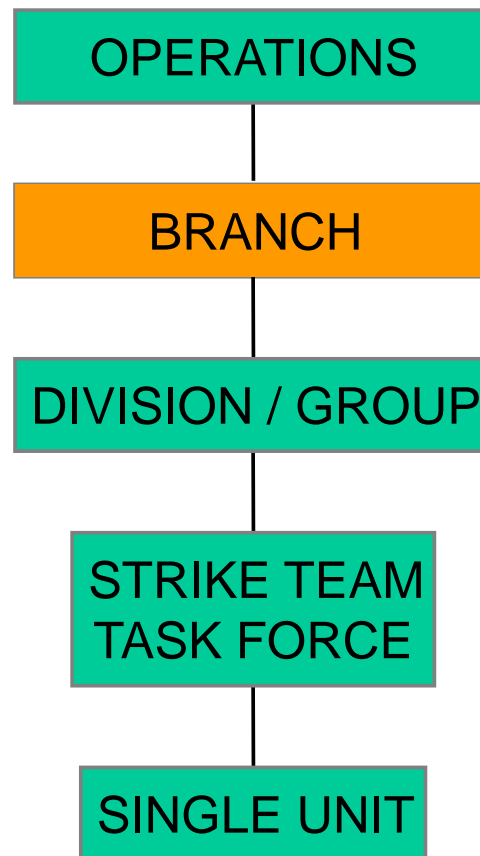 OPERATIONS
BRANCH
DIVISION / GROUP
STRIKE TEAM
TASK FORCE
SINGLE UNIT